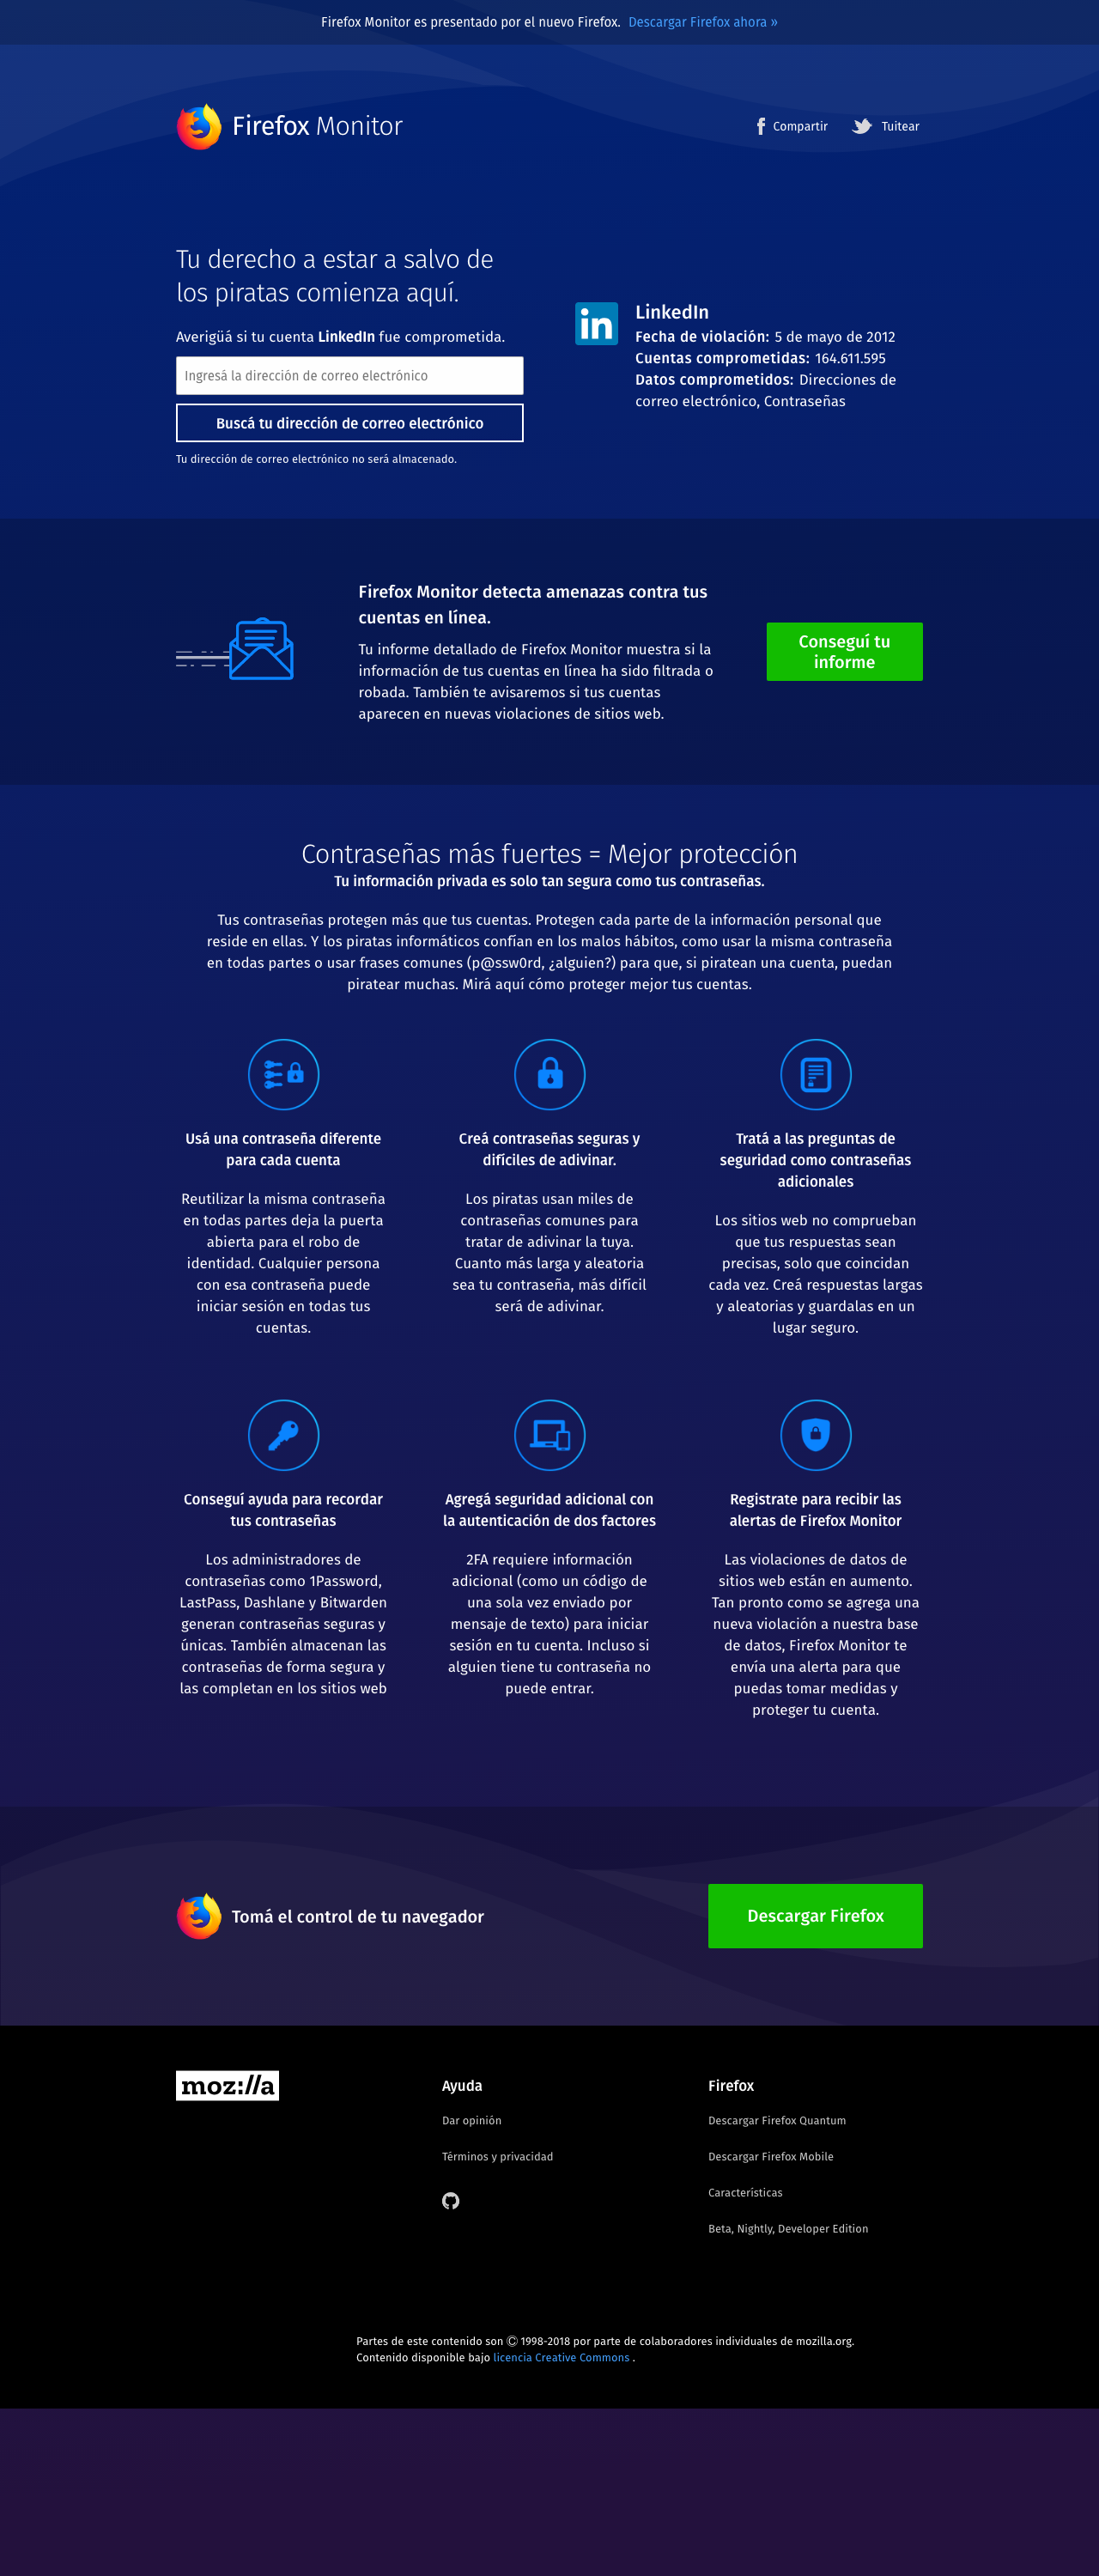 Firefox Monitor es presentado por el nuevo Firefox. Descargar Firefox ahora »
Firefox Monitor
Compartir
Tuitear
Tu derecho a estar a salvo de
los piratas comienza aquí.
Averigüá si tu cuenta LinkedIn fue comprometida.
Ingresá la dirección de correo electrónico
Buscá tu dirección de correo electrónico
Tu dirección de correo electrónico no será almacenado.
in
LinkedIn
Fecha de violación: 5 de mayo de 2012
Cuentas comprometidas: 164.611.595
Datos comprometidos: Direcciones de
correo electrónico, Contraseñas
Firefox Monitor detecta amenazas contra tus
cuentas en línea.
Tu informe detallado de Firefox Monitor muestra si la
información de tus cuentas en línea ha sido filtrada o
robada. También te avisaremos si tus cuentas
aparecen en nuevas violaciones de sitios web.
Conseguí tu
informe
Contraseñas más fuertes = Mejor protección
Tu información privada es solo tan segura como tus contraseñas.
Tus contraseñas protegen más que tus cuentas. Protegen cada parte de la información personal que
reside en ellas. Y los piratas informáticos confían en los malos hábitos, como usar la misma contraseña
en todas partes o usar frases comunes (p@ssw0rd, ¿alguien?) para que, si piratean una cuenta, puedan
piratear muchas. Mirá aquí cómo proteger mejor tus cuentas.
Usá una contraseña diferente
para cada cuenta
Reutilizar la misma contraseña
en todas partes deja la puerta
abierta para el robo de
identidad. Cualquier persona
con esa contraseña puede
iniciar sesión en todas tus
cuentas.
Creá contraseñas seguras y
difíciles de adivinar.
Los piratas usan miles de
contraseñas comunes para
tratar de adivinar la tuya.
Cuanto más larga y aleatoria
sea tu contraseña, más difícil
será de adivinar.
Tratá a las preguntas de
seguridad como contraseñas
adicionales
Los sitios web no comprueban
que tus respuestas sean
precisas, solo que coincidan
cada vez. Creá respuestas largas
y aleatorias y guardalas en un
lugar seguro.
Conseguí ayuda para recordar
tus contraseñas
Los administradores de
contraseñas como 1Password,
LastPass, Dashlane y Bitwarden
generan contraseñas seguras y
únicas. También almacenan las
contraseñas de forma segura y
las completan en los sitios web
Agregá seguridad adicional con
la autenticación de dos factores
2FA requiere información
adicional (como un código de
una sola vez enviado por
mensaje de texto) para iniciar
sesión en tu cuenta. Incluso si
alguien tiene tu contraseña no
puede entrar.
Registrate para recibir las
alertas de Firefox Monitor
Las violaciones de datos de
sitios web están en aumento.
Tan pronto como se agrega una
nueva violación a nuestra base
de datos, Firefox Monitor te
envía una alerta para que
puedas tomar medidas y
proteger tu cuenta.
Tomá el control de tu navegador
Descargar Firefox
moz://a
Ayuda
Dar opinión
Términos y privacidad
Firefox
Descargar Firefox Quantum
Descargar Firefox Mobile
Características
Beta, Nightly, Developer Edition
Partes de este contenido son © 1998-2018 por parte de colaboradores individuales de mozilla.org.
Contenido disponible bajo licencia Creative Commons .